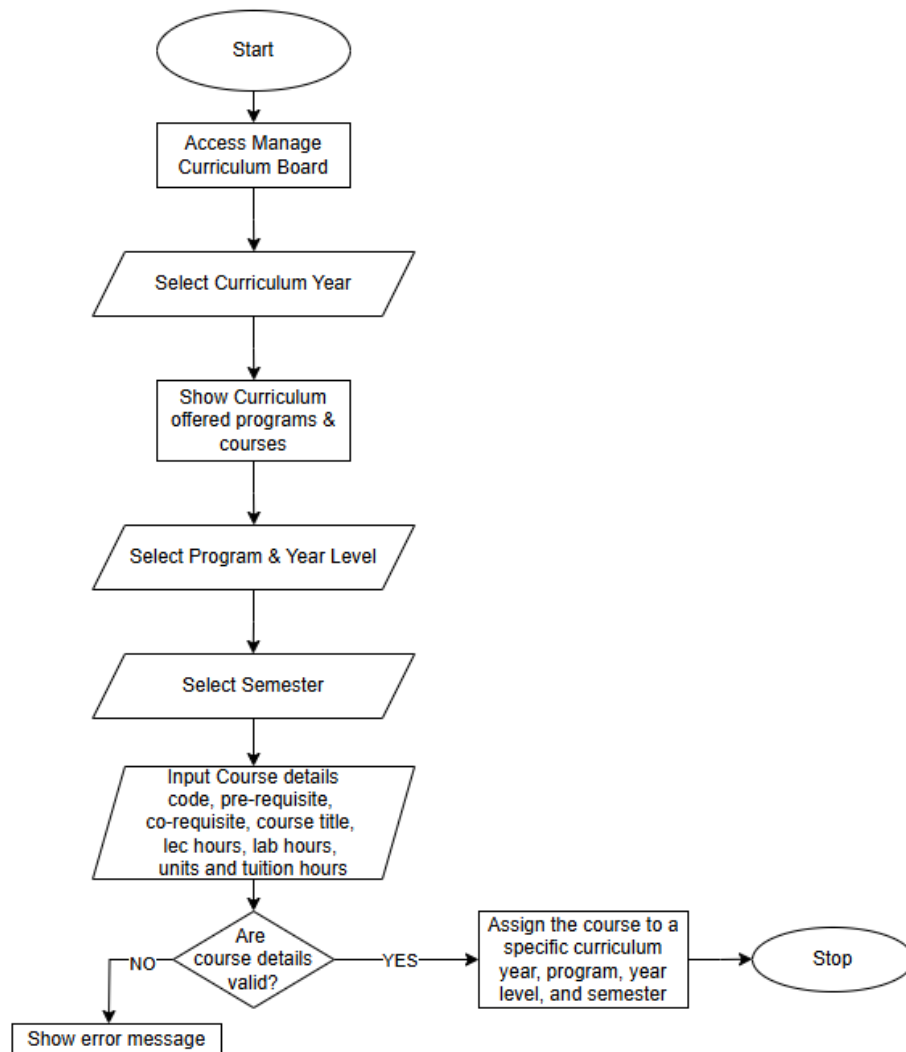 Start
Access Manage
Curriculum Board
Select Curriculum Year
Show Curriculum
offered programs &
courses
Select Program & Year Level
Select Semester
Input Course details
code, pre-requisite,
co-requisite, course title,
lec hours, lab hours,
units and tuition hours
Are
course details
valid?
NO
YES
Assign the course to a
specific curriculum
year, program, year
level, and semester
Stop
Show error message